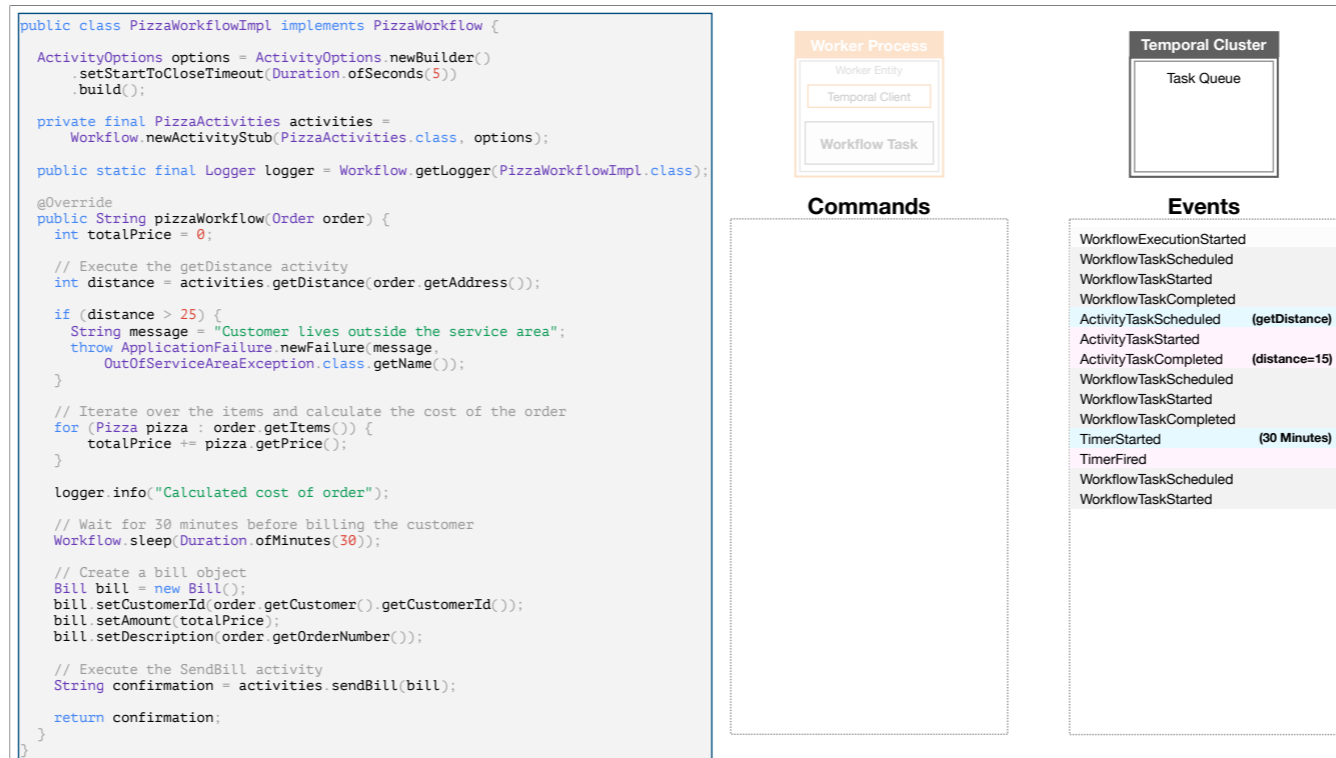 public class PizzaWorkflowImpl implements PizzaWorkflow {
ActivityOptions options = ActivityOptions.newBuilder()
.setStartToCloseTimeout(Duration.ofSeconds(5))
.build();
private final PizzaActivities activities =
Workflow.newActivityStub(PizzaActivities.class, options);
public static final Logger logger = Workflow.getLogger(PizzaWorkflowImpl.class);
@Override
public String pizzaWorkflow(Order order) {
int totalPrice = 0;
// Execute the getDistance activity
int distance = activities.getDistance(order.getAddress());
if (distance > 25) {
String message = "Customer lives outside the service area";
throw ApplicationFailure.newFailure(message,
OutOfServiceAreaException.class.getName());
}
// Iterate over the items and calculate the cost of the order
for (Pizza pizza : order.getItems()) {
totalPrice += pizza.getPrice();
}
logger.info("Calculated cost of order");
// Wait for 30 minutes before billing the customer
Workflow.sleep(Duration.ofMinutes(30));
// Create a bill object
Bill bill = new Bill();
bill.setCustomerId(order.getCustomer().getCustomerId());
bill.setAmount(totalPrice);
bill.setDescription(order.getOrderNumber());
// Execute the SendBill activity
String confirmation = activities.sendBill(bill);
return confirmation;
}
}
Worker Process
Worker Entity
Temporal Client
Workflow Task
Commands
Temporal Cluster
Task Queue
Events
WorkflowExecutionStarted
WorkflowTaskScheduled
WorkflowTaskStarted
WorkflowTaskCompleted
ActivityTaskScheduled (getDistance)
ActivityTaskStarted
ActivityTaskCompleted (distance=15)
WorkflowTaskScheduled
WorkflowTaskStarted
WorkflowTaskCompleted
TimerStarted (30 Minutes)
TimerFired
WorkflowTaskScheduled
WorkflowTaskStarted